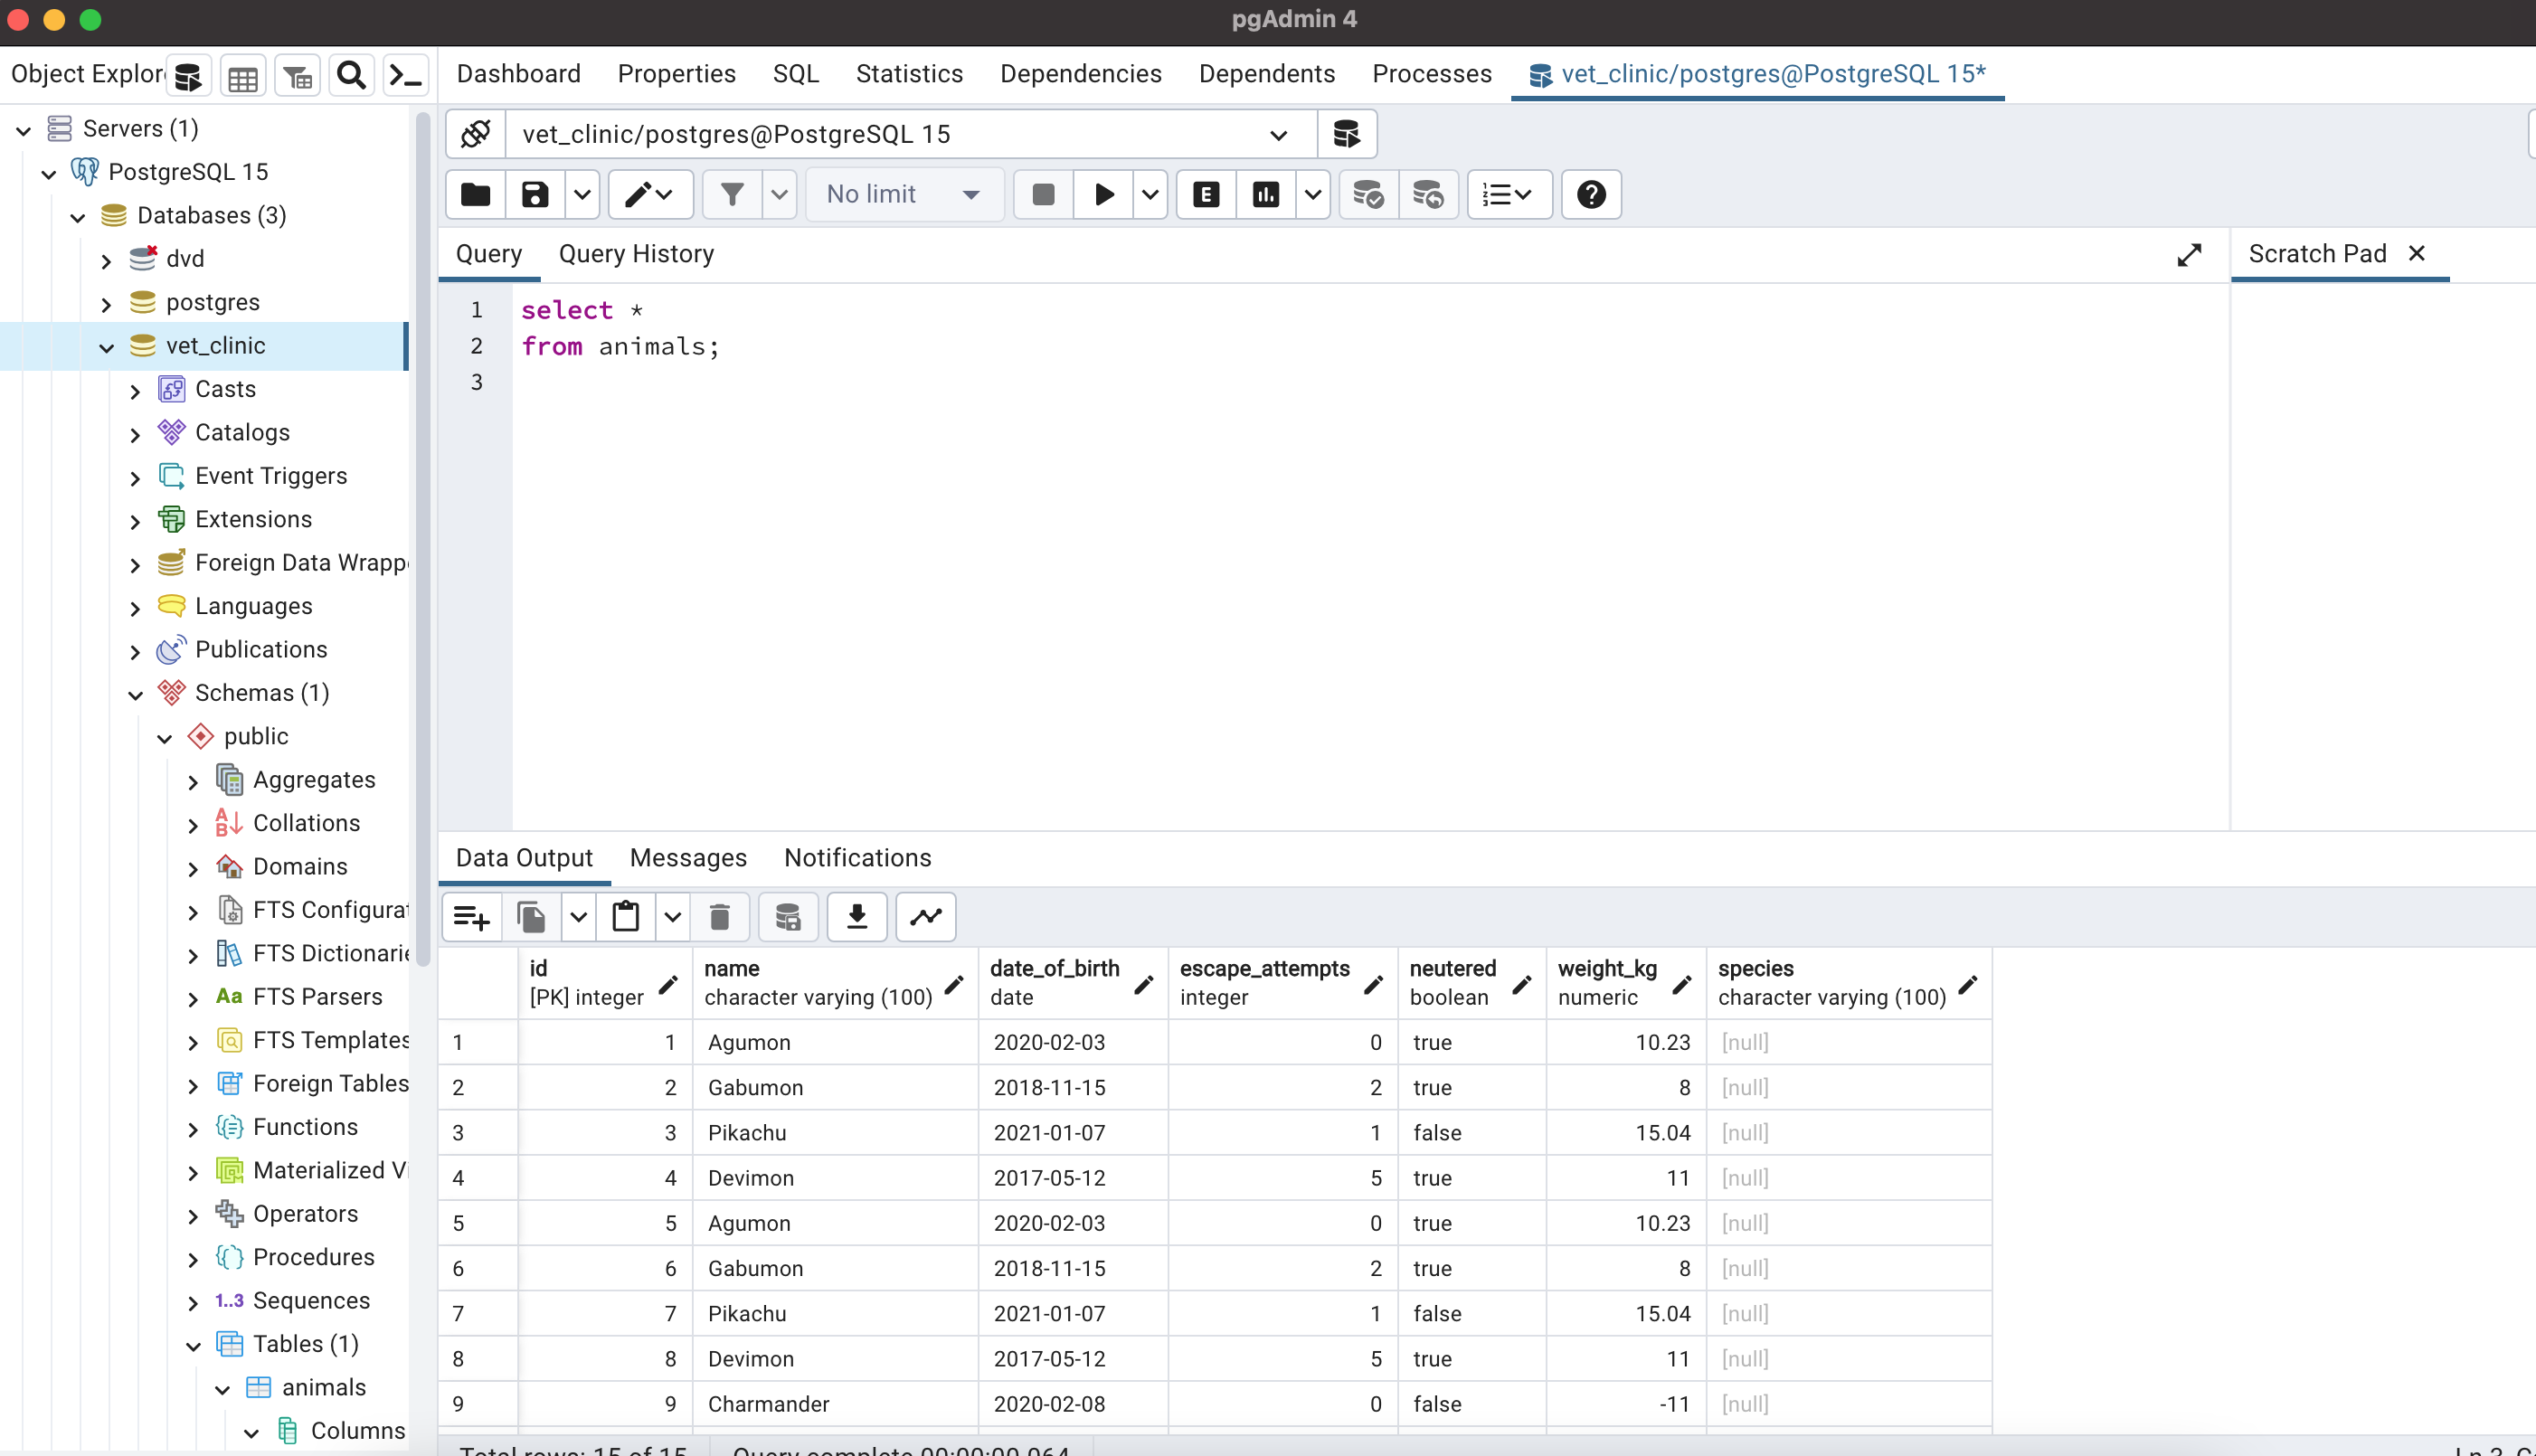 pgAdmin 4
Object Explor
Dashboard Properties SQL Statistics Dependencies Dependents Processes vet_clinic/postgres@PostgreSQL 15*
Servers (1)
PostgreSQL 15
Databases (3)
dvd
postgres
vet_clinic
Casts
Catalogs
Event Triggers
Extensions
Foreign Data Wrapp
Languages
Publications
Schemas (1)
public
Aggregates
Collations
Domains
FTS Configurat
FTS Dictionarie
Aa FTS Parsers
FTS Templates
Foreign Tables
Functions
Materialized Vi
Operators
Procedures
1..3 Sequences
Tables (1)
animals
Columns
vet_clinic/postgres@PostgreSQL 15
No limit E
Query Query History
Scratch Pad
1 select *
2 from animals;
3
Data Output Messages Notifications
id name date_of_birth escape_attempts neutered weight_kg species
[PK] integer character varying (100) date integer boolean numeric character varying (100)
1 1 Agumon 2020-02-03 0 true 10.23 [null]
2 2 Gabumon 2018-11-15 2 true 8 [null]
3 3 Pikachu 2021-01-07 1 false 15.04 [null]
4 4 Devimon 2017-05-12 5 true 11 [null]
5 5 Agumon 2020-02-03 0 true 10.23 [null]
6 6 Gabumon 2018-11-15 2 true 8 [null]
7 7 Pikachu 2021-01-07 1 false 15.04 [null]
8 8 Devimon 2017-05-12 5 true 11 [null]
9 9 Charmander 2020-02-08 0 false -11 [null]
Total rows: 15 of 15 Query complete 00:00:00.064